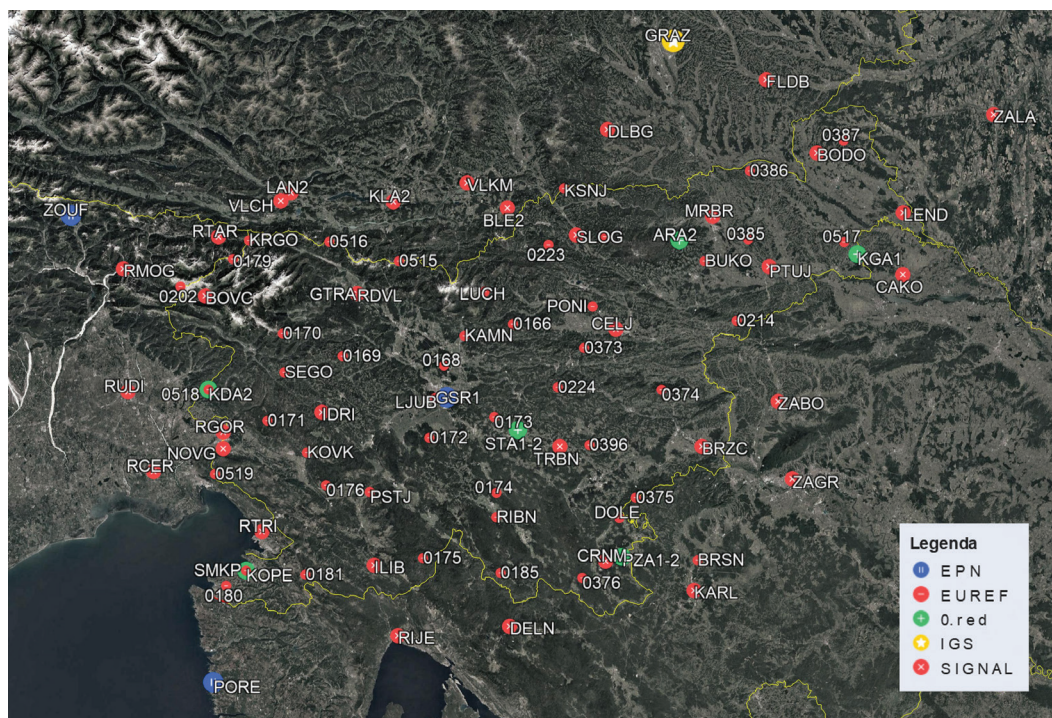 GRAZ
FLDB
ZALA
DLBG
0387
BODO
0386
VLKM
KSNJ
LAN2
VLCH
KLA2
BLE2
ZOUF
MRBR
LEND
RTAR
KRGO
0516
SLOG
ARA2
0385
0517
0223
0179
0515
BUKO
KGA1
RMOG
PTUJ
CAKO
0202
BOVC
GTRA
RDVL
LUCH
PONI
0166
CELJ
0214
0170
KAMN
0373
0169
0168
SEGO
RUDI
0518
KDA2
LJUB
GSR1
0224
0374
ZABO
IDRI
0171
0173
RGOR
0172
STA1-2
NOVG
KOVK
TRBN
0396
BRZC
RCER
0519
0176
PSTJ
0174
0375
ZAGR
RIBN
DOLE
RTRI
SMKP
KOPE
0181
ILIB
0175
0185
CRNM
PZA1-2
BRSN
0180
0376
KARL
RIJE
DELN
PORE
Legenda
EPN
EUREF
0.red
IGS
SIGNAL